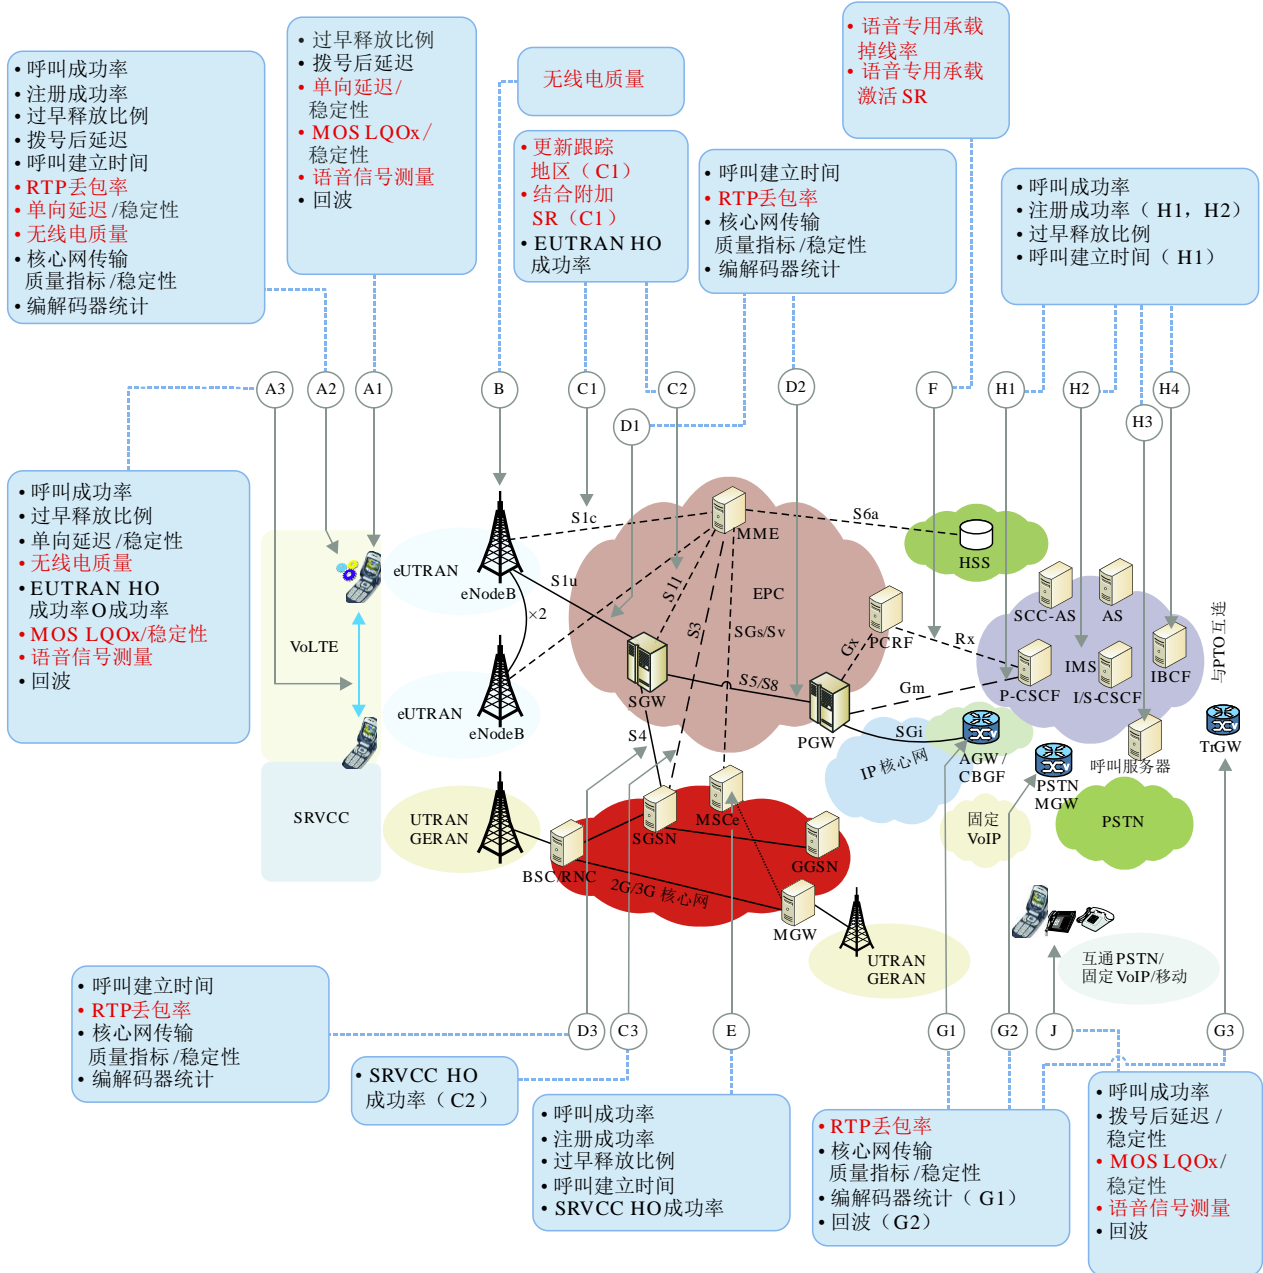 • 呼叫成功率
• 注册成功率
• 过早释放比例
• 拨号后延迟
• 呼叫建立时间
• RTP丢包率
• 单向延迟/稳定性
• 无线电质量
• 核心网传输
质量指标/稳定性
• 编解码器统计
• 过早释放比例
• 拨号后延迟
• 单向延迟/
稳定性
• MOS LQOx/
稳定性
• 语音信号测量
• 回波
无线电质量
• 更新跟踪
地区（C1）
• 结合附加
SR（C1）
• EUTRAN HO
成功率
• 呼叫建立时间
• RTP丢包率
• 核心网传输
质量指标/稳定性
• 编解码器统计
• 语音专用承载
掉线率
• 语音专用承载
激活 SR
• 呼叫成功率
• 注册成功率（H1，H2）
• 过早释放比例
• 呼叫建立时间（H1）
A3
A2
A1
B
C1
C2
D1
D2
F
H1
H2
H3
H4
• 呼叫成功率
• 过早释放比例
• 单向延迟/稳定性
• 无线电质量
• EUTRAN HO
成功率O成功率
• MOS LQOx/稳定性
• 语音信号测量
• 回波
VoLTE
SRVCC
eUTRAN
eNodeB
×2
eUTRAN
eNodeB
S1c
S1u
S11
S3
SGs/Sv
MME
EPC
S6a
HSS
SGW
S5/S8
S4
Gx
PCRF
Rx
Gm
PGW
SGi
SCC-AS
AS
IMS
P-CSCF
I/S-CSCF
IBCF
与PTLO互连
IP 核心网
AGW /
CBGF
PSTN
MGW
呼叫服务器
TrGW
固定
VoIP
PSTN
UTRAN
GERAN
BSC/RNC
SGSN
MSCe
GGSN
2G/3G 核心网
MGW
UTRAN
GERAN
互通PSTN/
固定VoIP/移动
D3
C3
E
G1
G2
J
G3
• 呼叫建立时间
• RTP丢包率
• 核心网传输
质量指标/稳定性
• 编解码器统计
• SRVCC HO
成功率（C2）
• 呼叫成功率
• 注册成功率
• 过早释放比例
• 呼叫建立时间
• SRVCC HO成功率
• RTP丢包率
• 核心网传输
质量指标/稳定性
• 编解码器统计（G1）
• 回波（G2）
• 呼叫成功率
• 拨号后延迟/
稳定性
• MOS LQOx/
稳定性
• 语音信号测量
• 回波